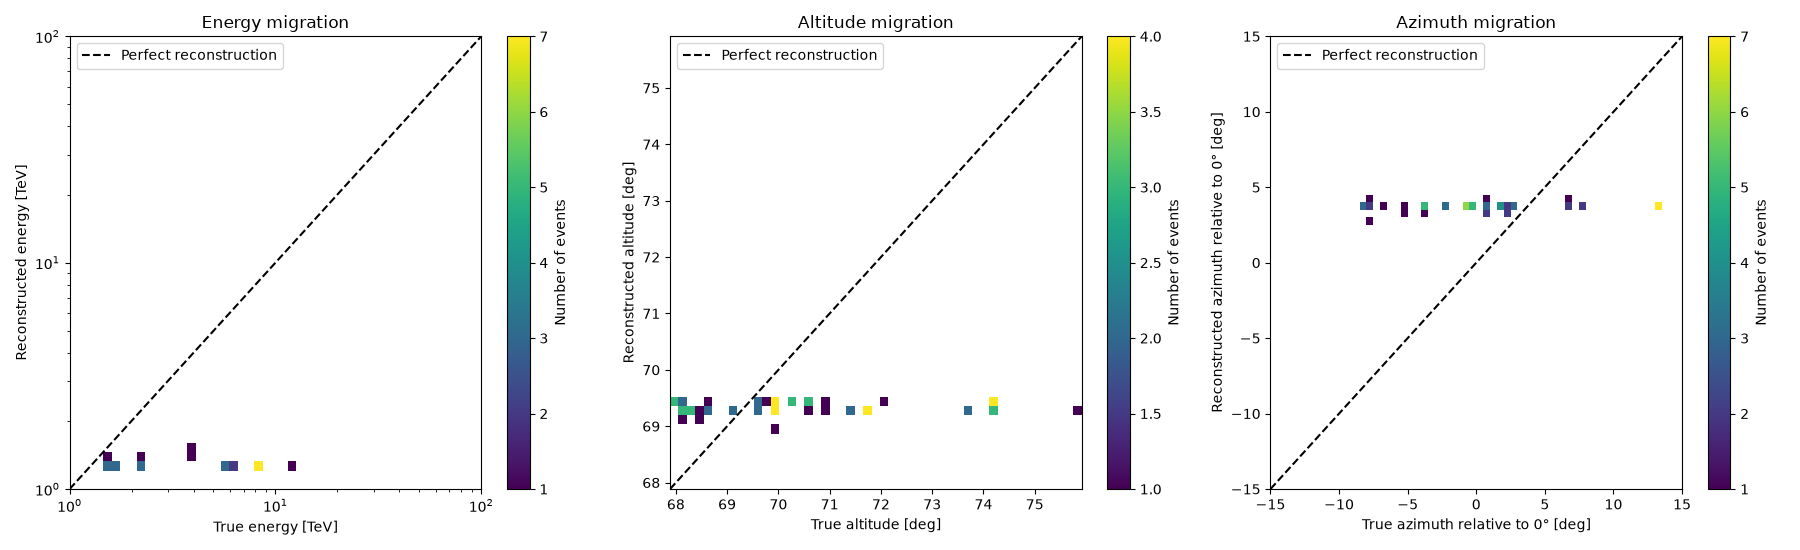 Energy migration
Perfect reconstruction
10²
10¹
10⁰
10⁰ 10¹ 10²
Reconstructed energy [TeV]
True energy [TeV]
7
6
5
4
3
2
1
Number of events
Altitude migration
Perfect reconstruction
75
74
73
72
71
70
69
68
68 69 70 71 72 73 74 75
Reconstructed altitude [deg]
True altitude [deg]
4.0
3.5
3.0
2.5
2.0
1.5
1.0
Number of events
Azimuth migration
Perfect reconstruction
15
10
5
0
−5
−10
−15
−15 −10 −5 0 5 10 15
Reconstructed azimuth relative to 0° [deg]
True azimuth relative to 0° [deg]
7
6
5
4
3
2
1
Number of events